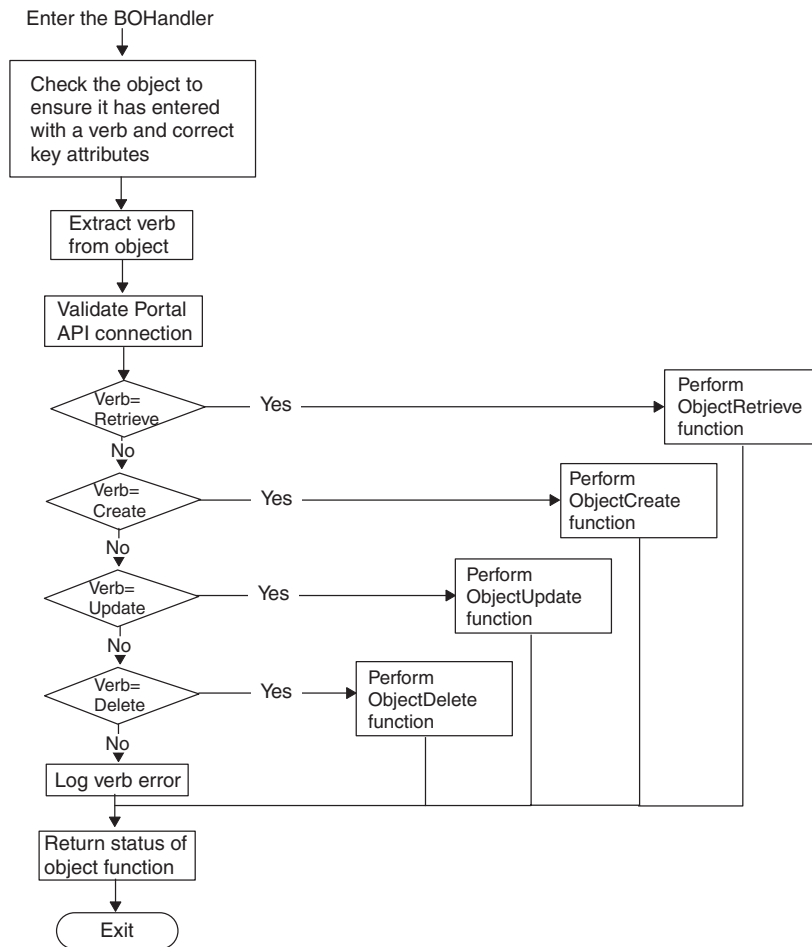 Enter the BOHandler
Check the object to
ensure it has entered
with a verb and correct
key attributes
Extract verb
from object
Validate Portal
API connection
Verb=
Retrieve
Yes
Perform
ObjectRetrieve
function
No
Verb=
Create
Yes
Perform
ObjectCreate
function
No
Verb=
Update
Yes
Perform
ObjectUpdate
function
No
Verb=
Delete
Yes
Perform
ObjectDelete
function
No
Log verb error
Return status of
object function
Exit